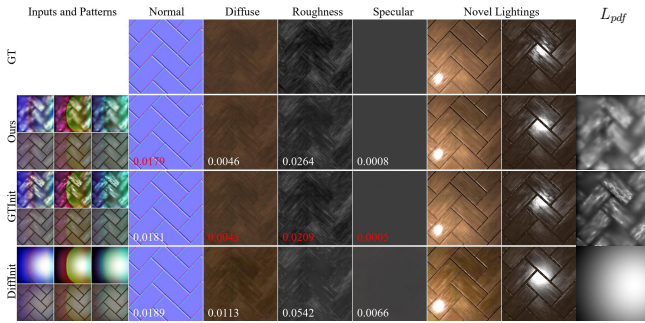 Inputs and Patterns Normal Diffuse Roughness Specular Novel Lightings L_pdf
GT
Ours
0.0179 0.0046 0.0264 0.0008
GTInit
0.0181 0.0045 0.0209 0.0005
DiffInit
0.0189 0.0113 0.0542 0.0066